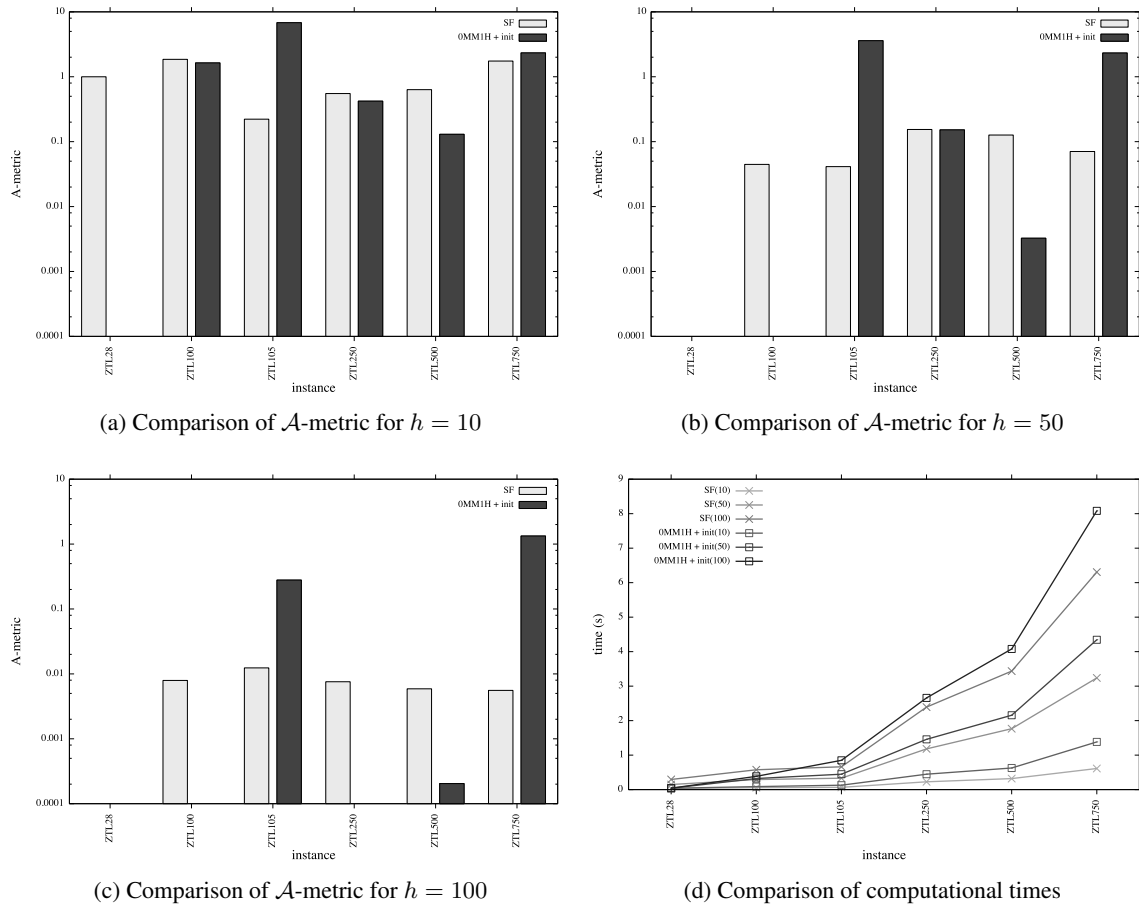 10
1
0.1
0.01
0.001
0.0001
A-metric
SF
0MM1H + init
ZTL28
ZTL100
ZTL105
ZTL250
ZTL500
ZTL750
instance
(a) Comparison of 𝒜-metric for h = 10
10
1
0.1
0.01
0.001
0.0001
A-metric
SF
0MM1H + init
ZTL28
ZTL100
ZTL105
ZTL250
ZTL500
ZTL750
instance
(b) Comparison of 𝒜-metric for h = 50
10
1
0.1
0.01
0.001
0.0001
A-metric
SF
0MM1H + init
ZTL28
ZTL100
ZTL105
ZTL250
ZTL500
ZTL750
instance
(c) Comparison of 𝒜-metric for h = 100
9
8
7
6
5
4
3
2
1
0
time (s)
SF(10)
SF(50)
SF(100)
0MM1H + init(10)
0MM1H + init(50)
0MM1H + init(100)
ZTL28
ZTL100
ZTL105
ZTL250
ZTL500
ZTL750
instance
(d) Comparison of computational times